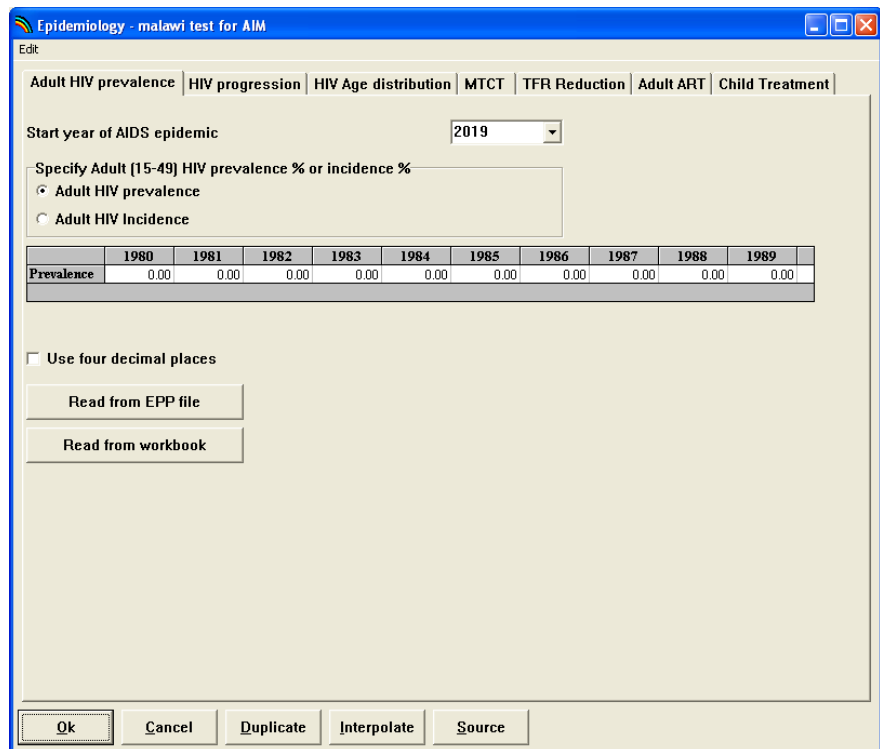 Epidemiology - malawi test for AIM
Edit
Adult HIV prevalence HIV progression HIV Age distribution MTCT TFR Reduction Adult ART Child Treatment
Start year of AIDS epidemic 2019
Specify Adult (15-49) HIV prevalence % or incidence %
Adult HIV prevalence
Adult HIV Incidence
1980 1981 1982 1983 1984 1985 1986 1987 1988 1989
Prevalence 0.00 0.00 0.00 0.00 0.00 0.00 0.00 0.00 0.00 0.00
Use four decimal places
Read from EPP file
Read from workbook
Ok Cancel Duplicate Interpolate Source